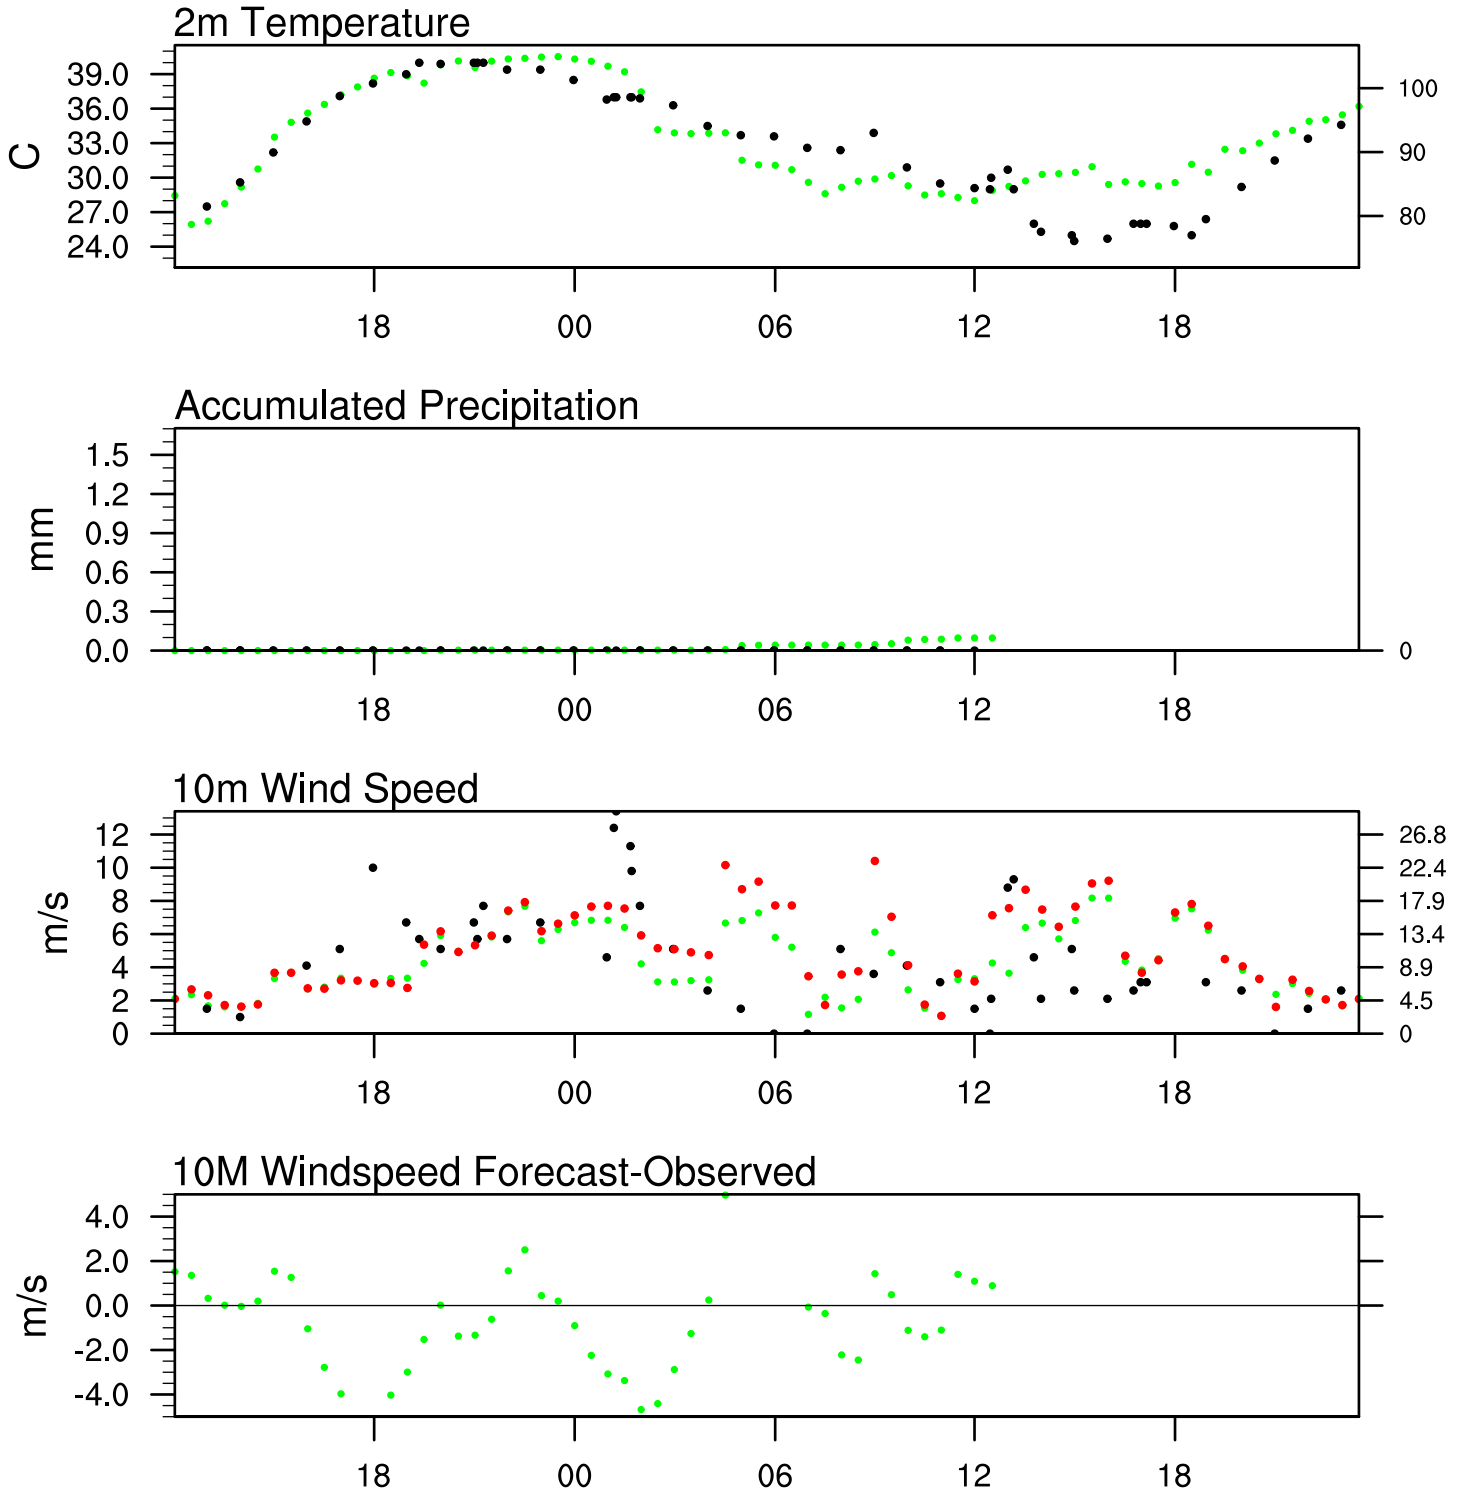 2m Temperature
39.0
36.0
33.0
30.0
27.0
24.0
C
100
90
80
18 00 06 12 18
Accumulated Precipitation
1.5
1.2
0.9
0.6
0.3
0.0
mm
0
18 00 06 12 18
10m Wind Speed
12
10
8
6
4
2
0
m/s
26.8
22.4
17.9
13.4
8.9
4.5
0
18 00 06 12 18
10M Windspeed Forecast-Observed
4.0
2.0
0.0
-2.0
-4.0
m/s
18 00 06 12 18